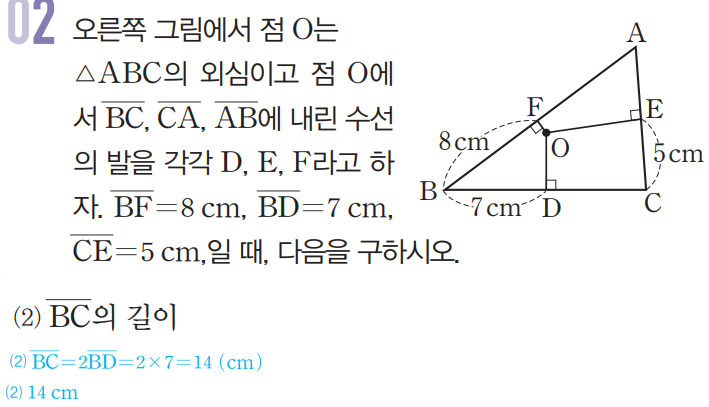 02 오른쪽 그림에서 점 O는
△ABC의 외심이고 점 O에
서 BC, CA, AB에 내린 수선
의 발을 각각 D, E, F라고 하
자. BF=8 cm, BD=7 cm,
CE=5 cm,일 때, 다음을 구하시오.
A
F
E
8 cm
O
5 cm
B
7 cm
D
C
(2) BC의 길이
(2) BC=2BD=2×7=14 (cm)
(2) 14 cm